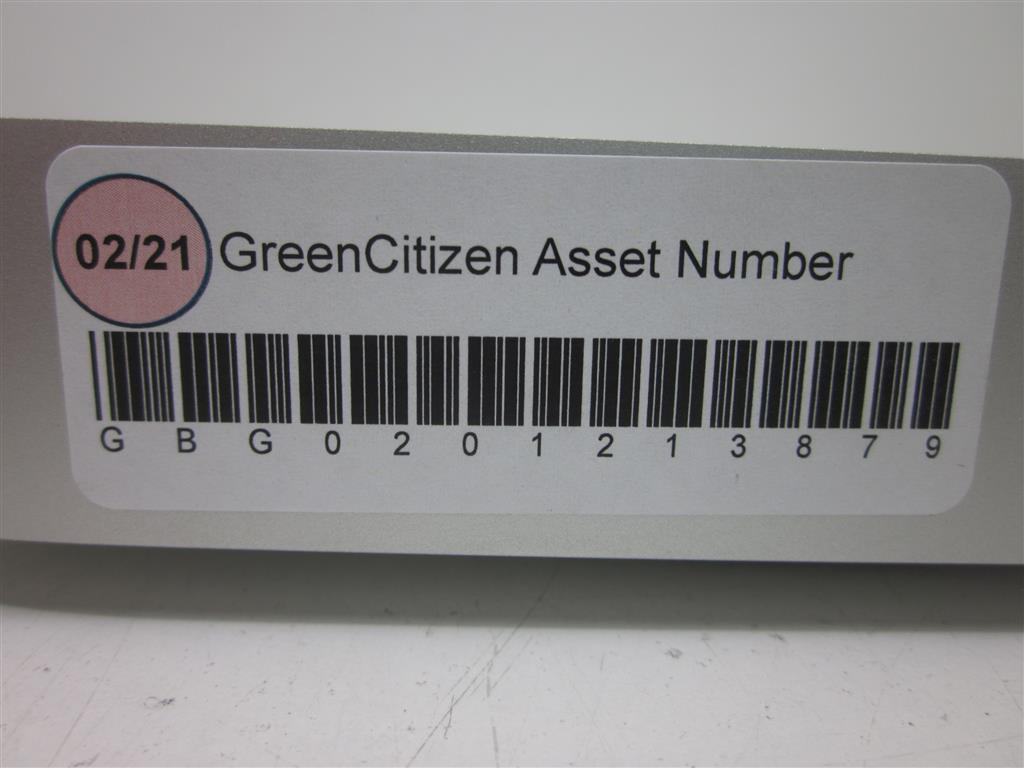 02/21 GreenCitizen Asset Number
G B G 0 2 0 1 2 1 3 8 7 9